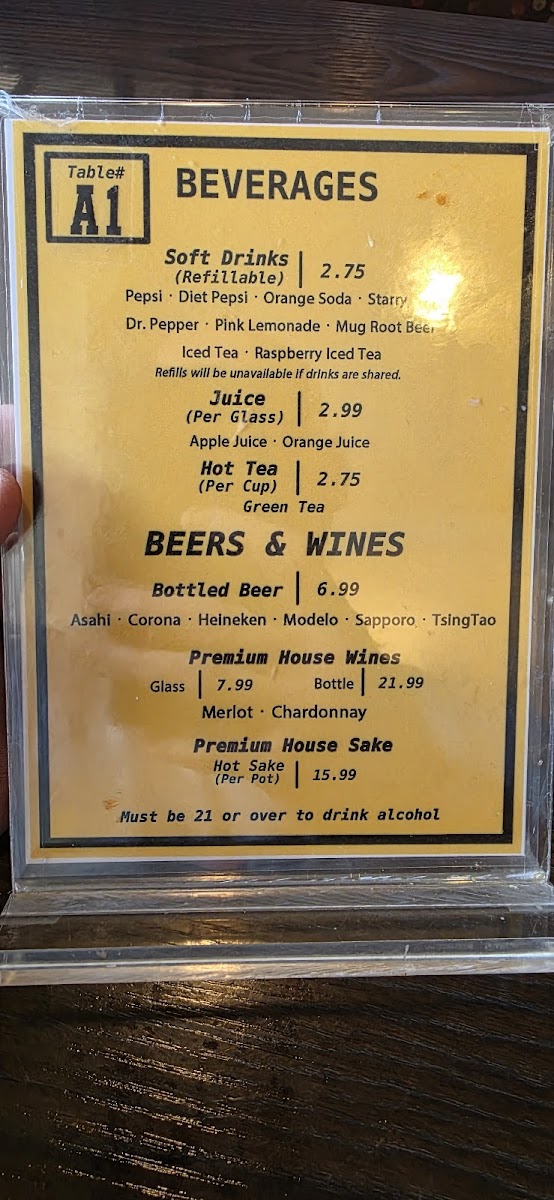 Table#
A1
BEVERAGES
Soft Drinks | 2.75
(Refillable)
Pepsi · Diet Pepsi · Orange Soda · Starry
Dr. Pepper · Pink Lemonade · Mug Root Beer
Iced Tea · Raspberry Iced Tea
Refills will be unavailable if drinks are shared.
Juice | 2.99
(Per Glass)
Apple Juice · Orange Juice
Hot Tea | 2.75
(Per Cup)
Green Tea
BEERS & WINES
Bottled Beer | 6.99
Asahi · Corona · Heineken · Modelo · Sapporo · TsingTao
Premium House Wines
Glass | 7.99 Bottle | 21.99
Merlot · Chardonnay
Premium House Sake
Hot Sake | 15.99
(Per Pot)
Must be 21 or over to drink alcohol